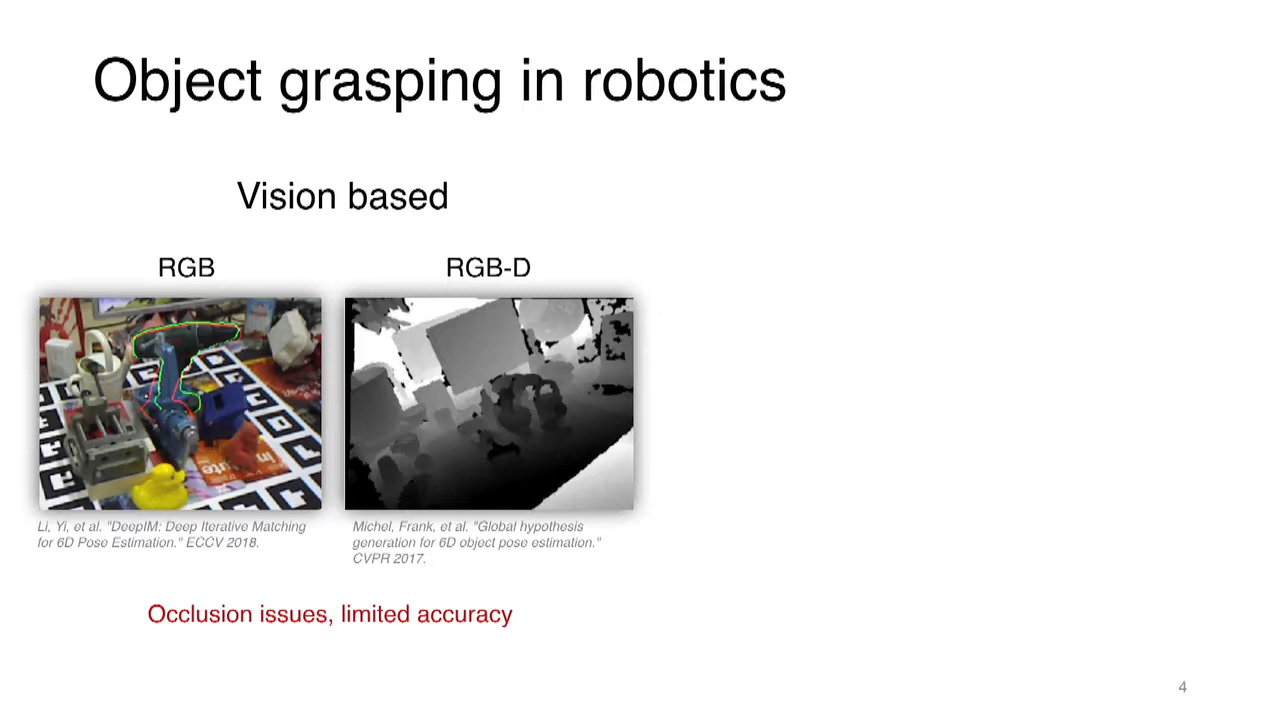 Object grasping in robotics
Vision based
RGB
RGB-D
Li, Yi, et al. "DeepIM: Deep Iterative Matching
for 6D Pose Estimation." ECCV 2018.
Michel, Frank, et al. "Global hypothesis
generation for 6D object pose estimation."
CVPR 2017.
Occlusion issues, limited accuracy
4